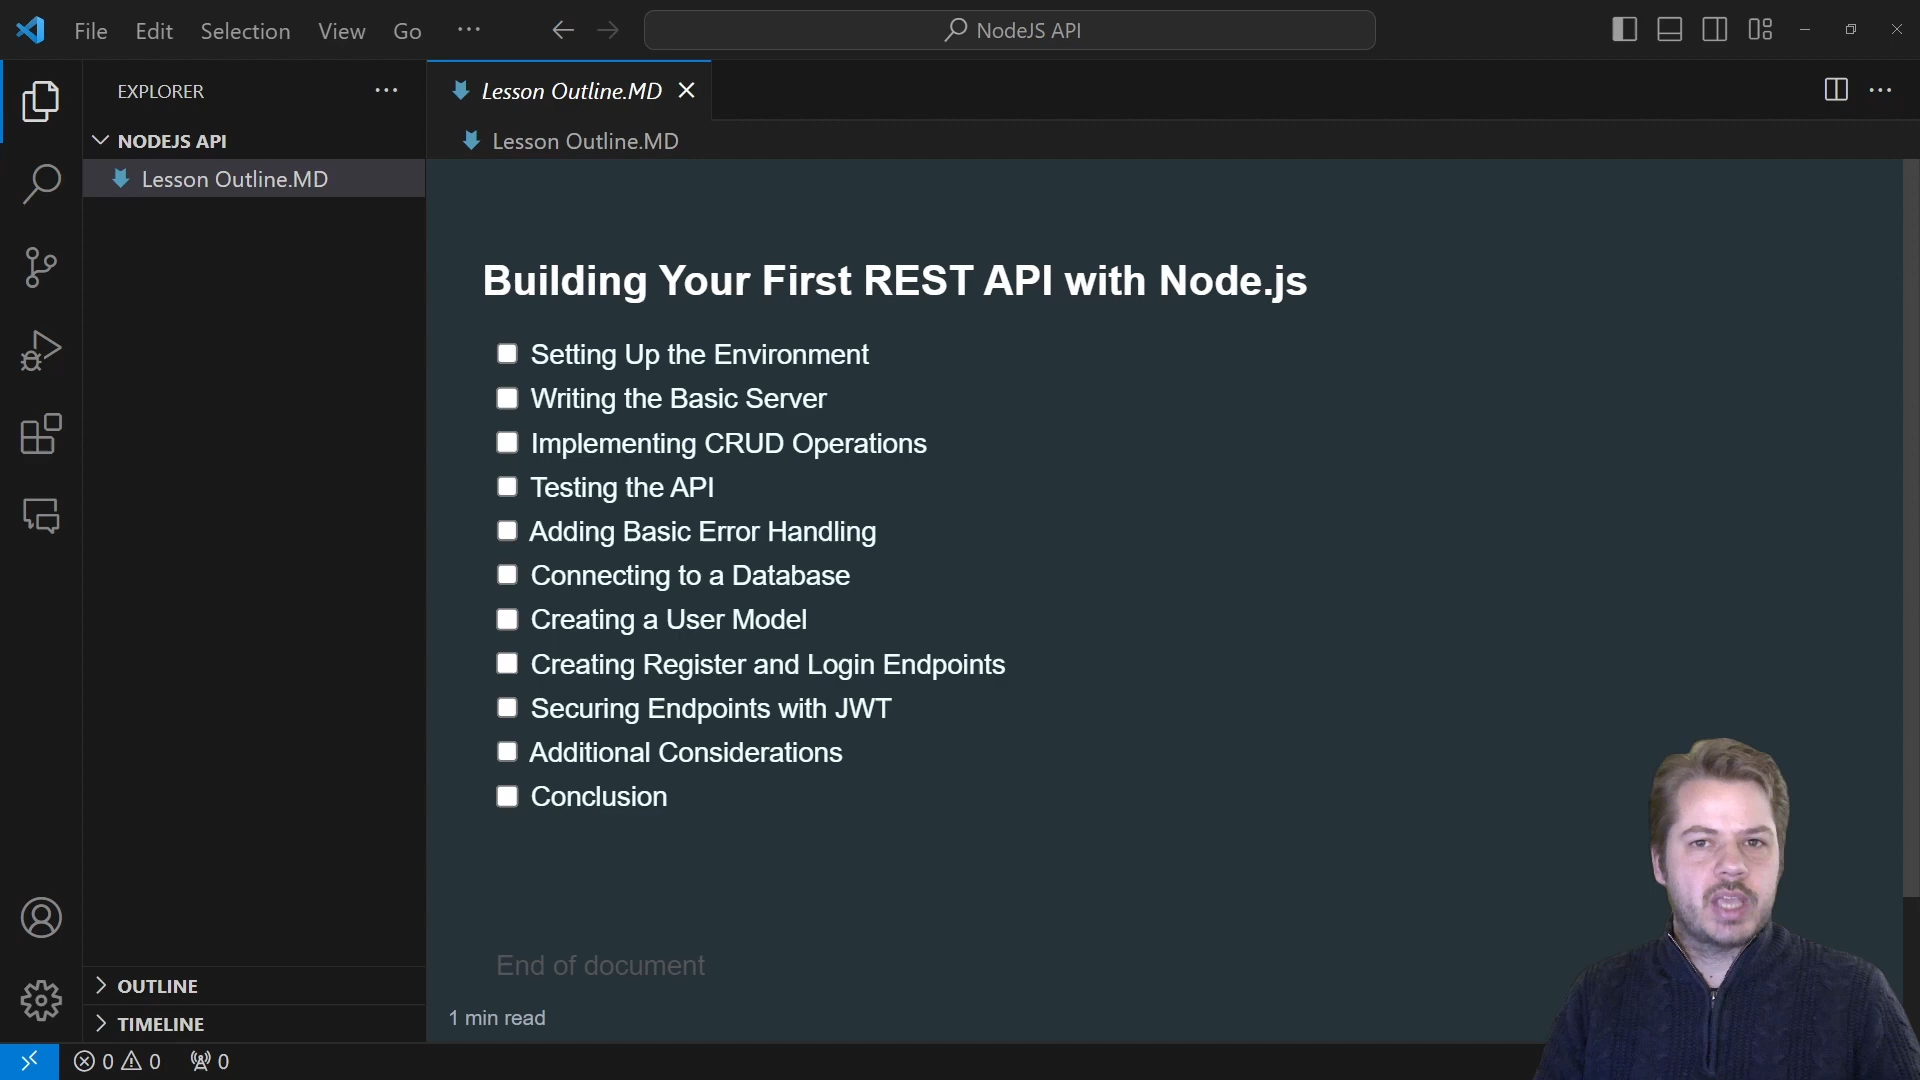 File Edit Selection View Go ··· NodeJS API
EXPLORER ···
NODEJS API
Lesson Outline.MD
OUTLINE
TIMELINE
Lesson Outline.MD
Lesson Outline.MD
Building Your First REST API with Node.js
Setting Up the Environment
Writing the Basic Server
Implementing CRUD Operations
Testing the API
Adding Basic Error Handling
Connecting to a Database
Creating a User Model
Creating Register and Login Endpoints
Securing Endpoints with JWT
Additional Considerations
Conclusion
End of document
1 min read
0 0 0